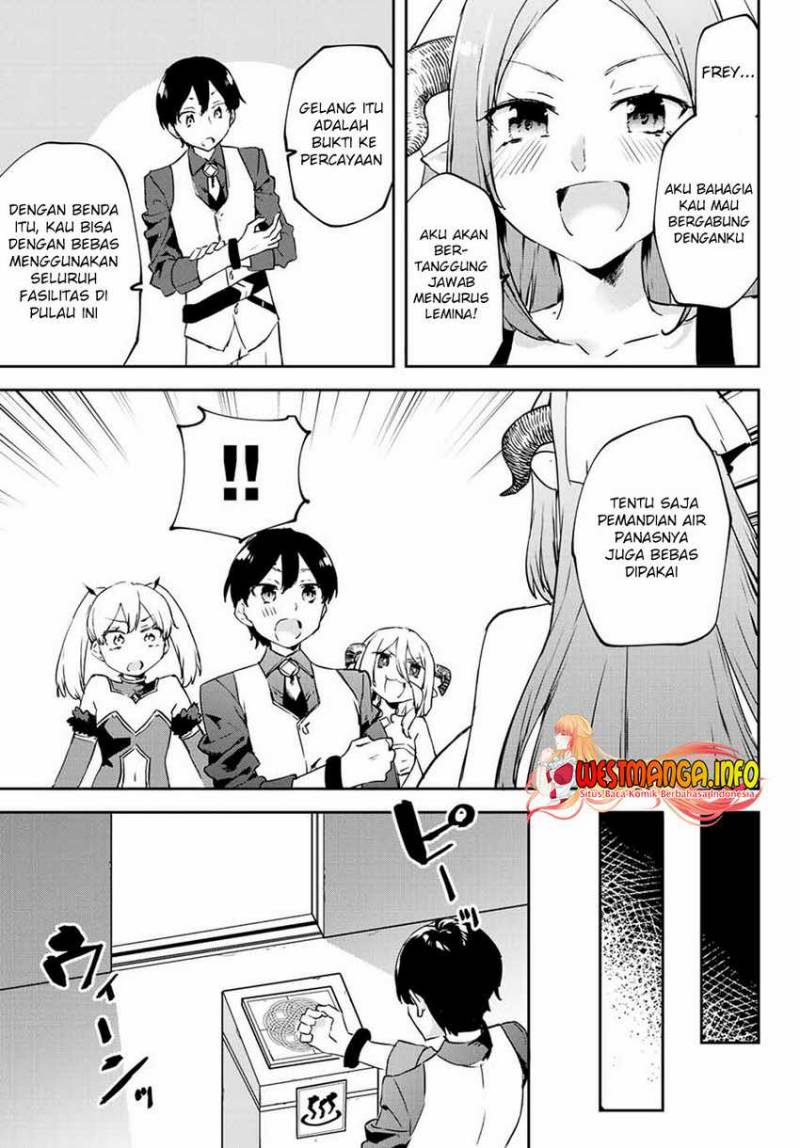 FREY...
AKU BAHAGIA
KAU MAU
BERGABUNG
DENGANKU
AKU AKAN
BER-
TANGGUNG
JAWAB
MENGURUS
LEMINA!
GELANG ITU
ADALAH
BUKTI KE
PERCAYAAN
DENGAN BENDA
ITU, KAU BISA
DENGAN BEBAS
MENGGUNAKAN
SELURUH
FASILITAS DI
PULAU INI
TENTU SAJA
PEMANDIAN AIR
PANASNYA
JUGA BEBAS
DIPAKAI
!!
WESTMANGA.INFO
Situs Baca Komik Berbahasa Indonesia
ピッ
ウィーン